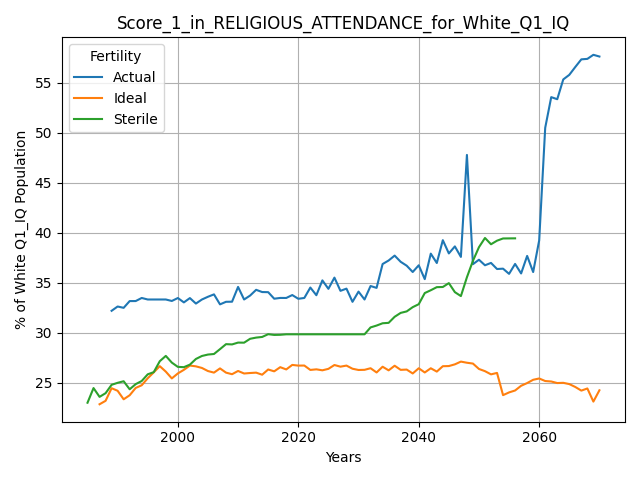 Score_1_in_RELIGIOUS_ATTENDANCE_for_White_Q1_IQ
Fertility
Actual
Ideal
Sterile
% of White Q1_IQ Population
55
50
45
40
35
30
25
2000
2020
2040
2060
Years